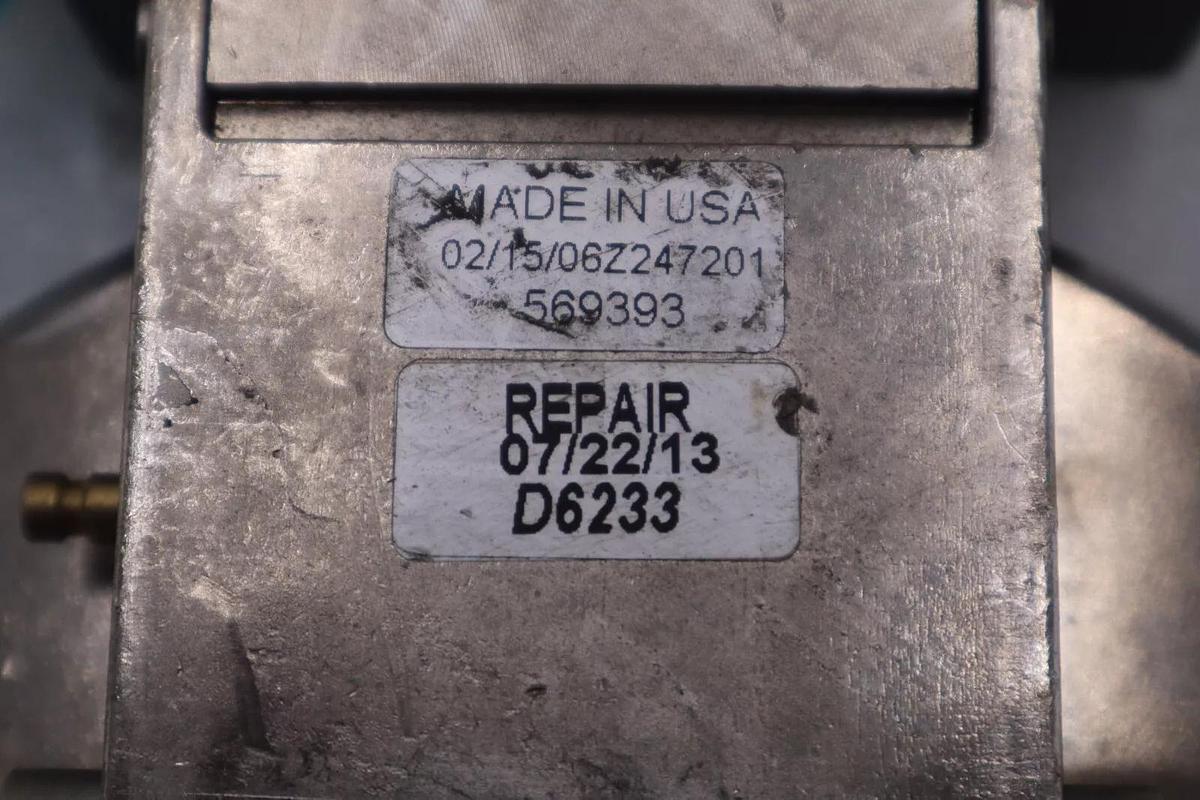 MADE IN USA
02/15/06Z247201
569393
REPAIR
07/22/13
D6233